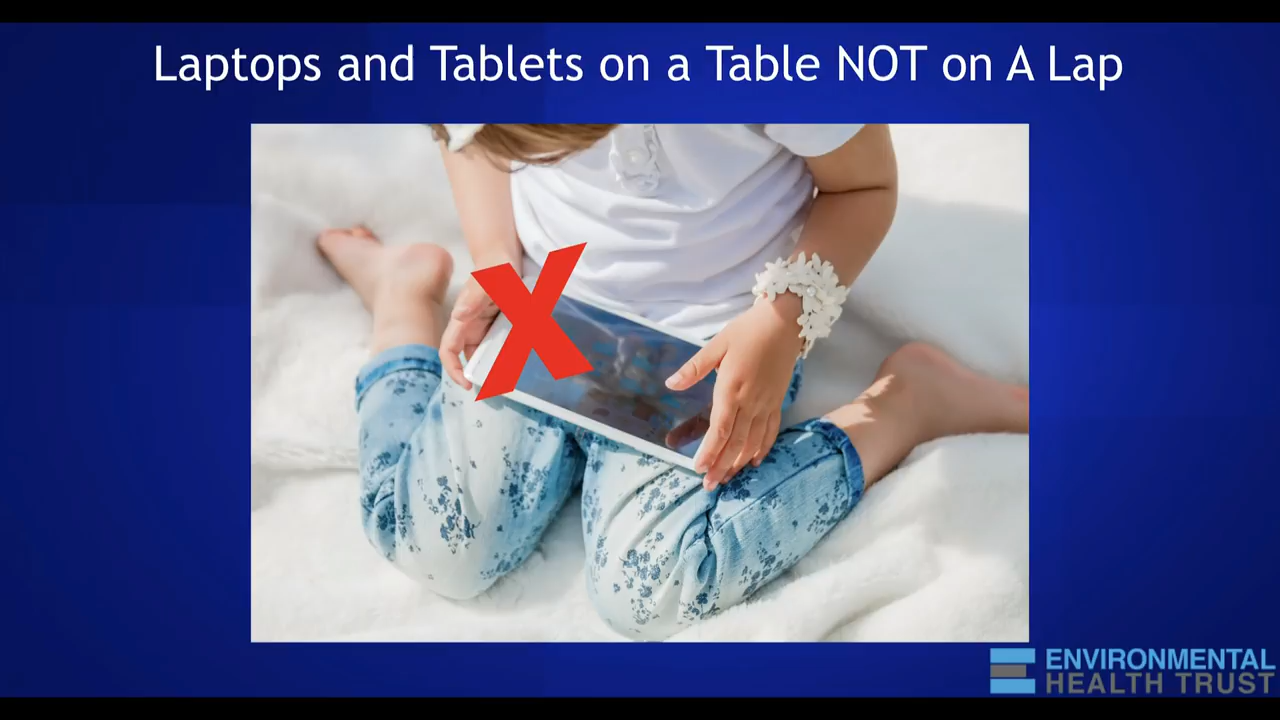 Laptops and Tablets on a Table NOT on A Lap
X
ENVIRONMENTAL
HEALTH TRUST